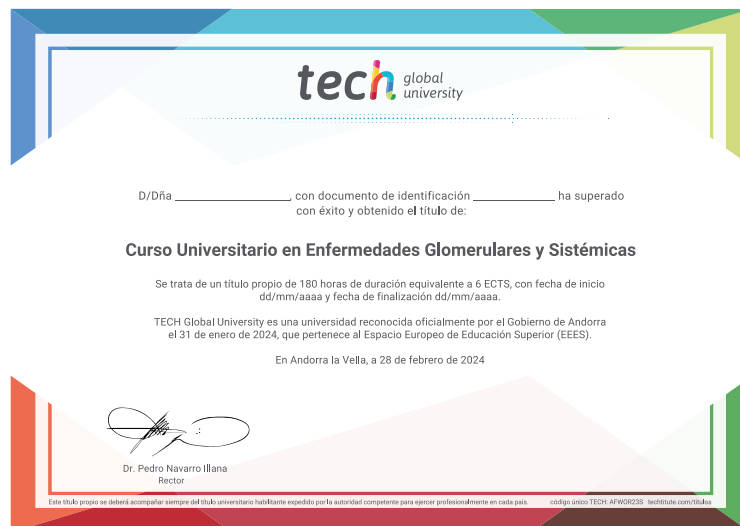 tech global
university
D/Dña ______________, con documento de identificación ______________ ha superado
con éxito y obtenido el título de:
Curso Universitario en Enfermedades Glomerulares y Sistémicas
Se trata de un título propio de 180 horas de duración equivalente a 6 ECTS, con fecha de inicio
dd/mm/aaaa y fecha de finalización dd/mm/aaaa.
TECH Global University es una universidad reconocida oficialmente por el Gobierno de Andorra
el 31 de enero de 2024, que pertenece al Espacio Europeo de Educación Superior (EEES).
En Andorra la Vella, a 28 de febrero de 2024
Dr. Pedro Navarro Illana
Rector
Este título propio se deberá acompañar siempre del título universitario habilitante expedido por la autoridad competente para ejercer profesionalmente en cada país. código único TECH: AFWOR23S techtitute.com/titulos